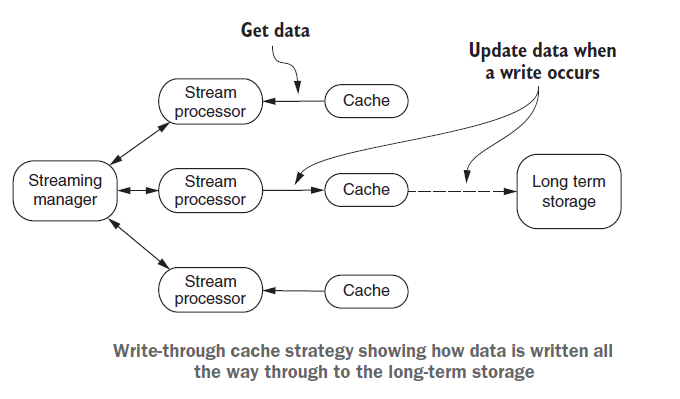 Get data
Update data when
a write occurs
Stream
processor
Cache
Streaming
manager
Stream
processor
Cache
Long term
storage
Stream
processor
Cache
Write-through cache strategy showing how data is written all
the way through to the long-term storage